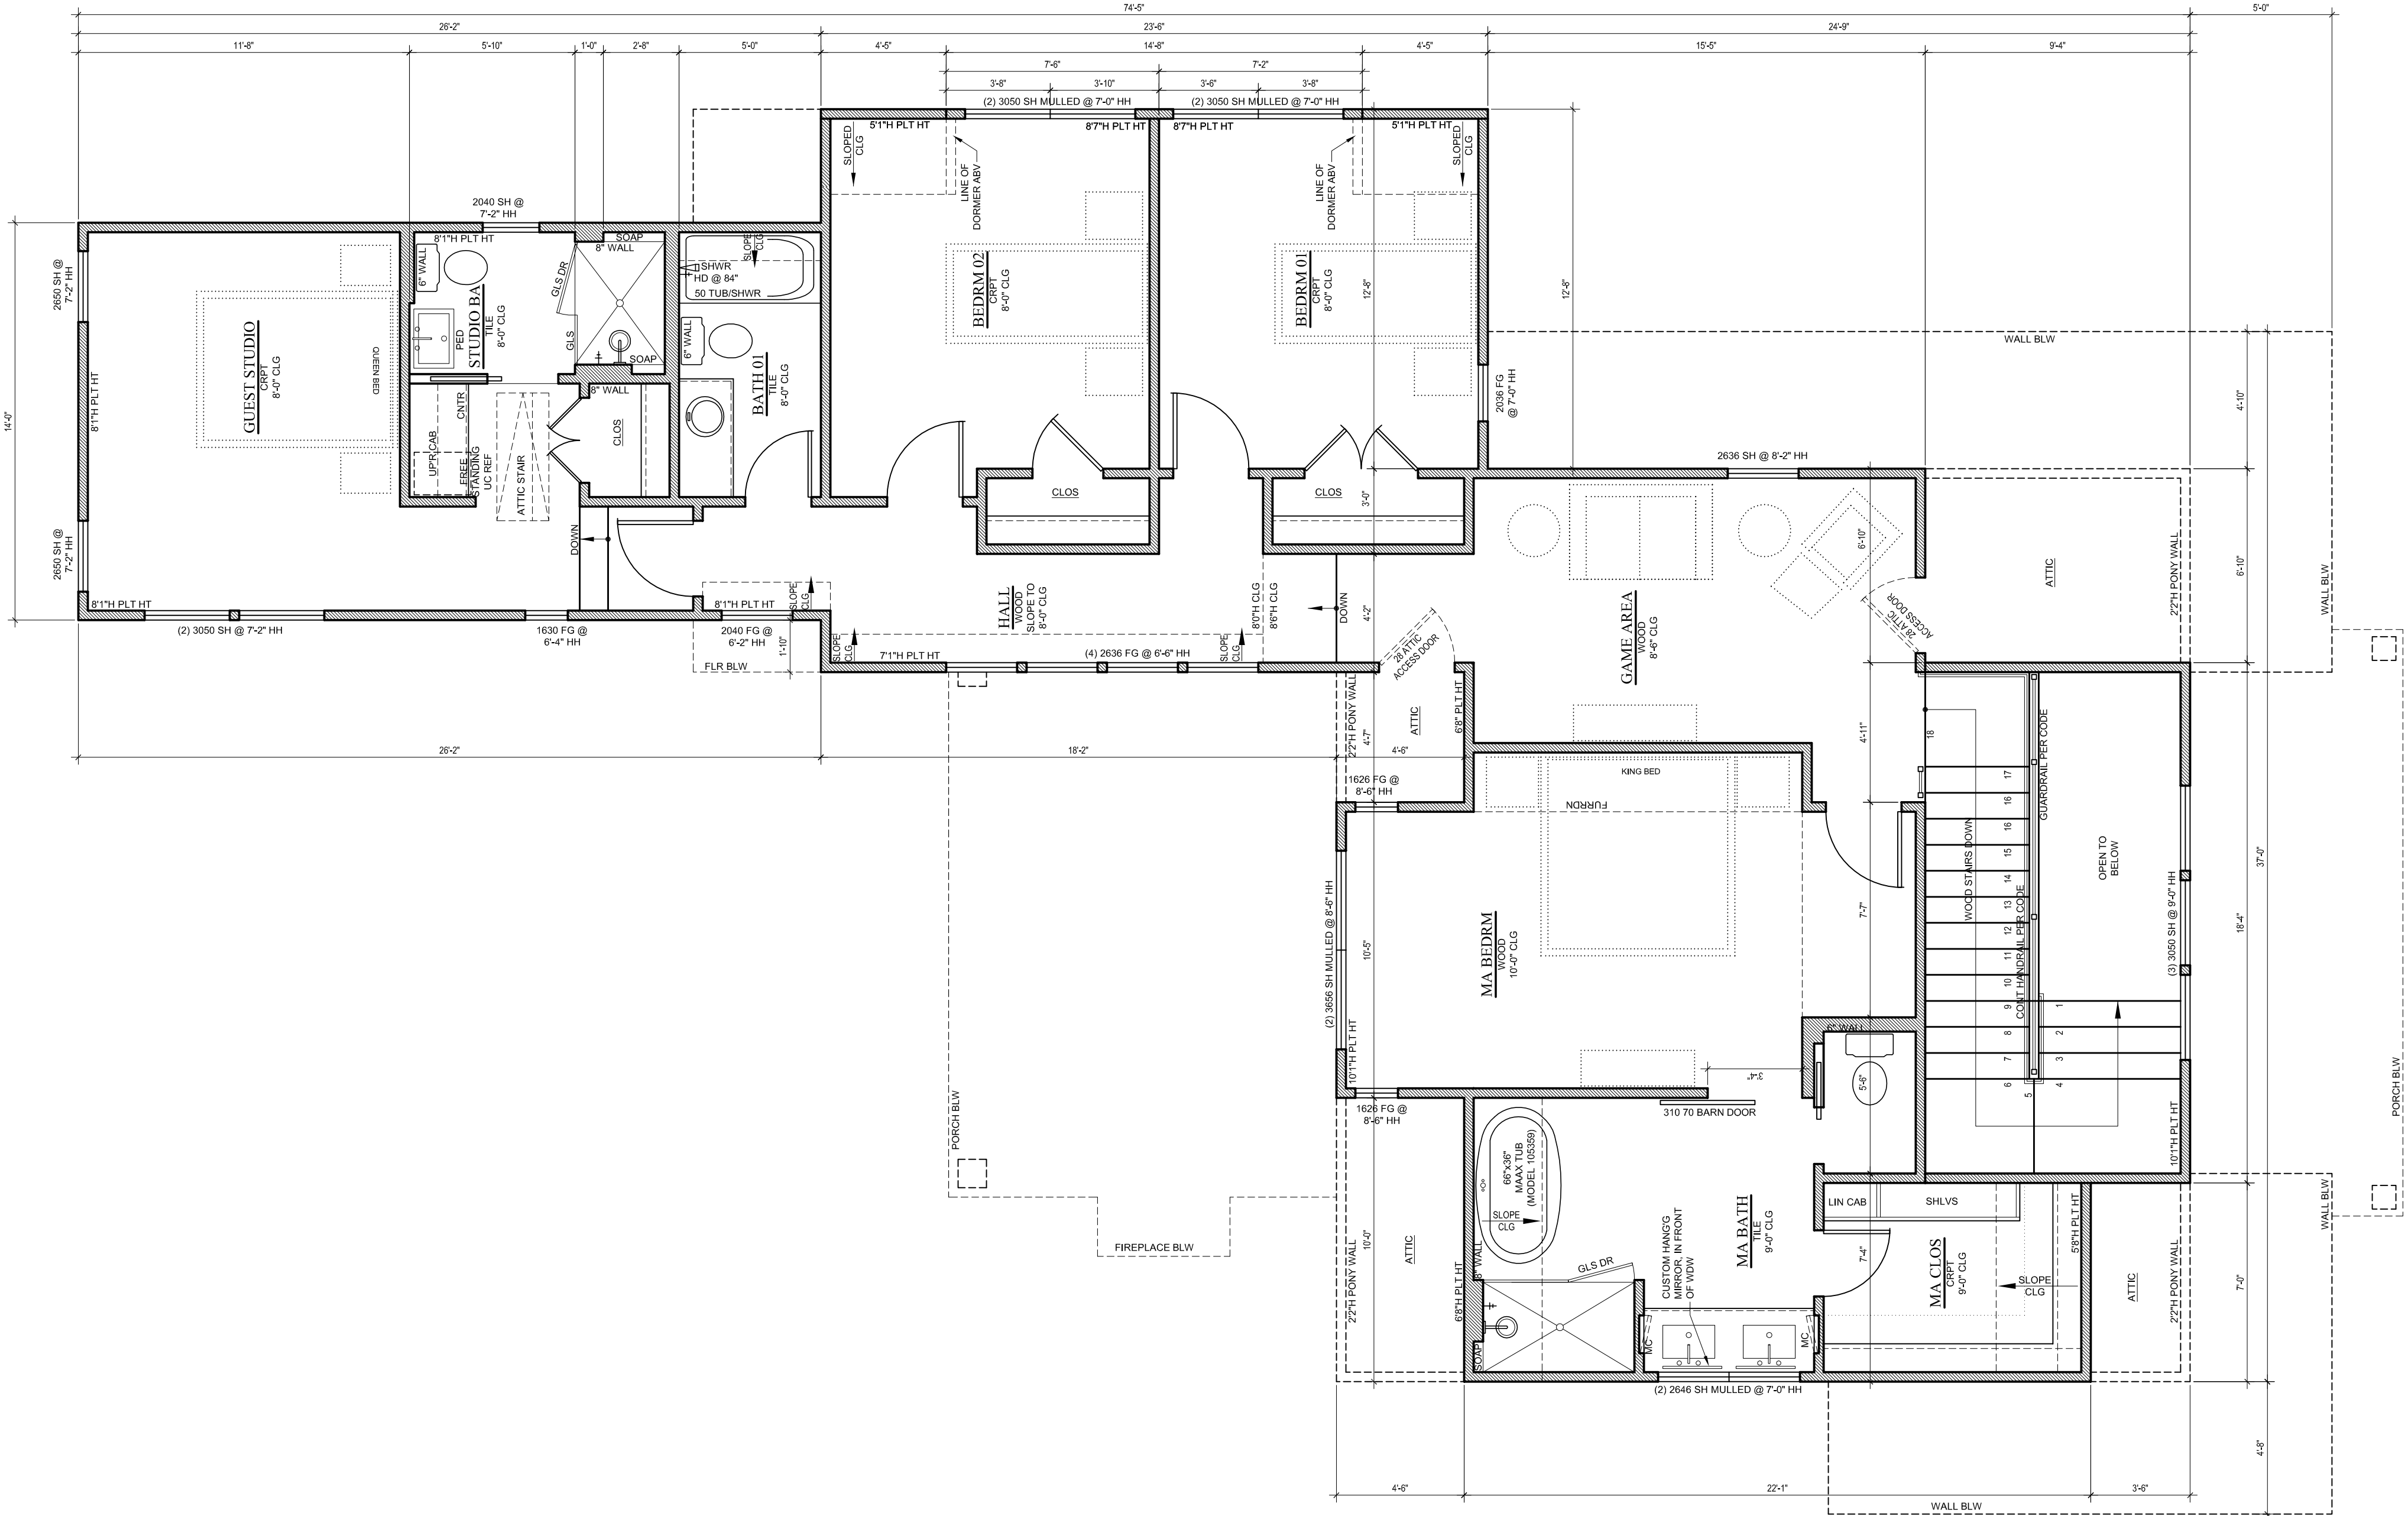 74'-5"
5'-0"
26'-2"
23'-6"
24'-9"
11'-8"
5'-10"
1'-0"
2'-8"
5'-0"
4'-5"
14'-8"
4'-5"
15'-5"
9'-4"
7'-6"
7'-2"
3'-8"
3'-10"
3'-6"
3'-8"
(2) 3050 SH MULLED @ 7'-0" HH
(2) 3050 SH MULLED @ 7'-0" HH
5'1"H PLT HT
8'7"H PLT HT
8'7"H PLT HT
5'1"H PLT HT
SLOPED
CLG
LINE OF
DORMER ABV
LINE OF
DORMER ABV
SLOPED
CLG
2040 SH @
7'-2" HH
8'1"H PLT HT
SOAP
8" WALL
6" WALL
GLS DR
GLS
SOAP
8" WALL
SLOPE
CLG
SHWR
HD @ 84"
50 TUB/SHWR
6" WALL
2650 SH @
7'-2" HH
14'-0"
8'1"H PLT HT
GUEST STUDIO
CRPT
8'-0" CLG
QUEEN BED
PED
STUDIO BA
TILE
8'-0" CLG
BATH 01
TILE
8'-0" CLG
BEDRM 02
CRPT
8'-0" CLG
BEDRM 01
CRPT
8'-0" CLG
12'-8"
12'-8"
WALL BLW
2036 FG
@ 7'-0" HH
4'-10"
UP'R CAB
CNTR
FREE
STANDING
UC REF
ATTIC STAIR
CLOS
CLOS
CLOS
3'-0"
2636 SH @ 8'-2" HH
2650 SH @
7'-2" HH
DOWN
8'1"H PLT HT
(2) 3050 SH @ 7'-2" HH
1630 FG @
6'-4" HH
8'1"H PLT HT
SLOPE
CLG
2040 FG @
6'-2" HH
1'-10"
FLR BLW
SLOPE
CLG
7'1"H PLT HT
HALL
WOOD
SLOPE TO
8'-0" CLG
(4) 2636 FG @ 6'-6" HH
SLOPE
CLG
8'0"H CLG
8'6"H CLG
DOWN
4'-2"
28 ATTIC
ACCESS DOOR
GAME AREA
WOOD
8'-6" CLG
6'-10"
28 ATTIC
ACCESS DOOR
ATTIC
2'2"H PONY WALL
6'-10"
WALL BLW
26'-2"
18'-2"
4'-6"
2'2"H PONY WALL
4'-7"
ATTIC
6'8" PLT HT
4'-11"
18
17
16
16
15
14
13
12
11
10
9
8
7
6
5
4
3
2
1
WOOD STAIRS DOWN
CONT HANDRAIL PER CODE
GUARDRAIL PER CODE
OPEN TO
BELOW
(3) 3050 SH @ 9'-0" HH
10'1"H PLT HT
18'-4"
37'-0"
PORCH BLW
1626 FG @
8'-6" HH
KING BED
FURRDN
(2) 3656 SH MULLED @ 8'-6" HH
10'-5"
10'1"H PLT HT
MA BEDRM
WOOD
10'-0" CLG
7'-7"
6" WALL
5'-6"
3'-4"
310 70 BARN DOOR
1626 FG @
8'-6" HH
PORCH BLW
FIREPLACE BLW
66"x36"
MAAX TUB
(MODEL 105359)
SLOPE
CLG
8" WALL
GLS DR
SOAP
10'-0"
ATTIC
2'2"H PONY WALL
6'8"H PLT HT
CUSTOM HANG'G
MIRROR, IN FRONT
OF WDW
MA BATH
TILE
9'-0" CLG
MC
MC
(2) 2646 SH MULLED @ 7'-0" HH
LIN CAB
SHLVS
7'-4"
MA CLOS
CRPT
9'-0" CLG
SLOPE
CLG
5'8"H PLT HT
ATTIC
2'2"H PONY WALL
7'-0"
WALL BLW
4'-8"
4'-6"
22'-1"
3'-6"
WALL BLW